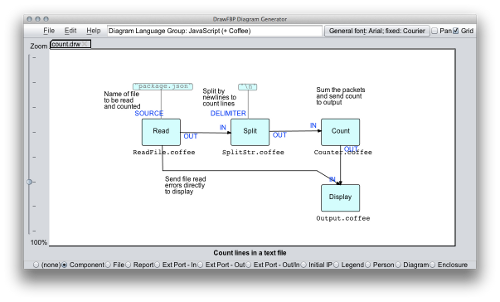 DrawFBP Diagram Generator
File Edit Help Diagram Language Group: JavaScript (+ Coffee) General font: Arial; fixed: Courier Pan Grid
Zoom count.drw
'package.json' '\n'
Name of file
to be read
and counted
Split by
newlines to
count lines
Sum the packets
and send count
to output
SOURCE DELIMITER
Read OUT IN Split OUT IN Count OUT
ReadFile.coffee SplitStr.coffee Counter.coffee
Send file read
errors directly
to display
IN
Display
Output.coffee
100%
Count lines in a text file
(none) Component File Report Ext Port - In Ext Port - Out Ext Port - OutIn Initial IP Legend Person Diagram Enclosure